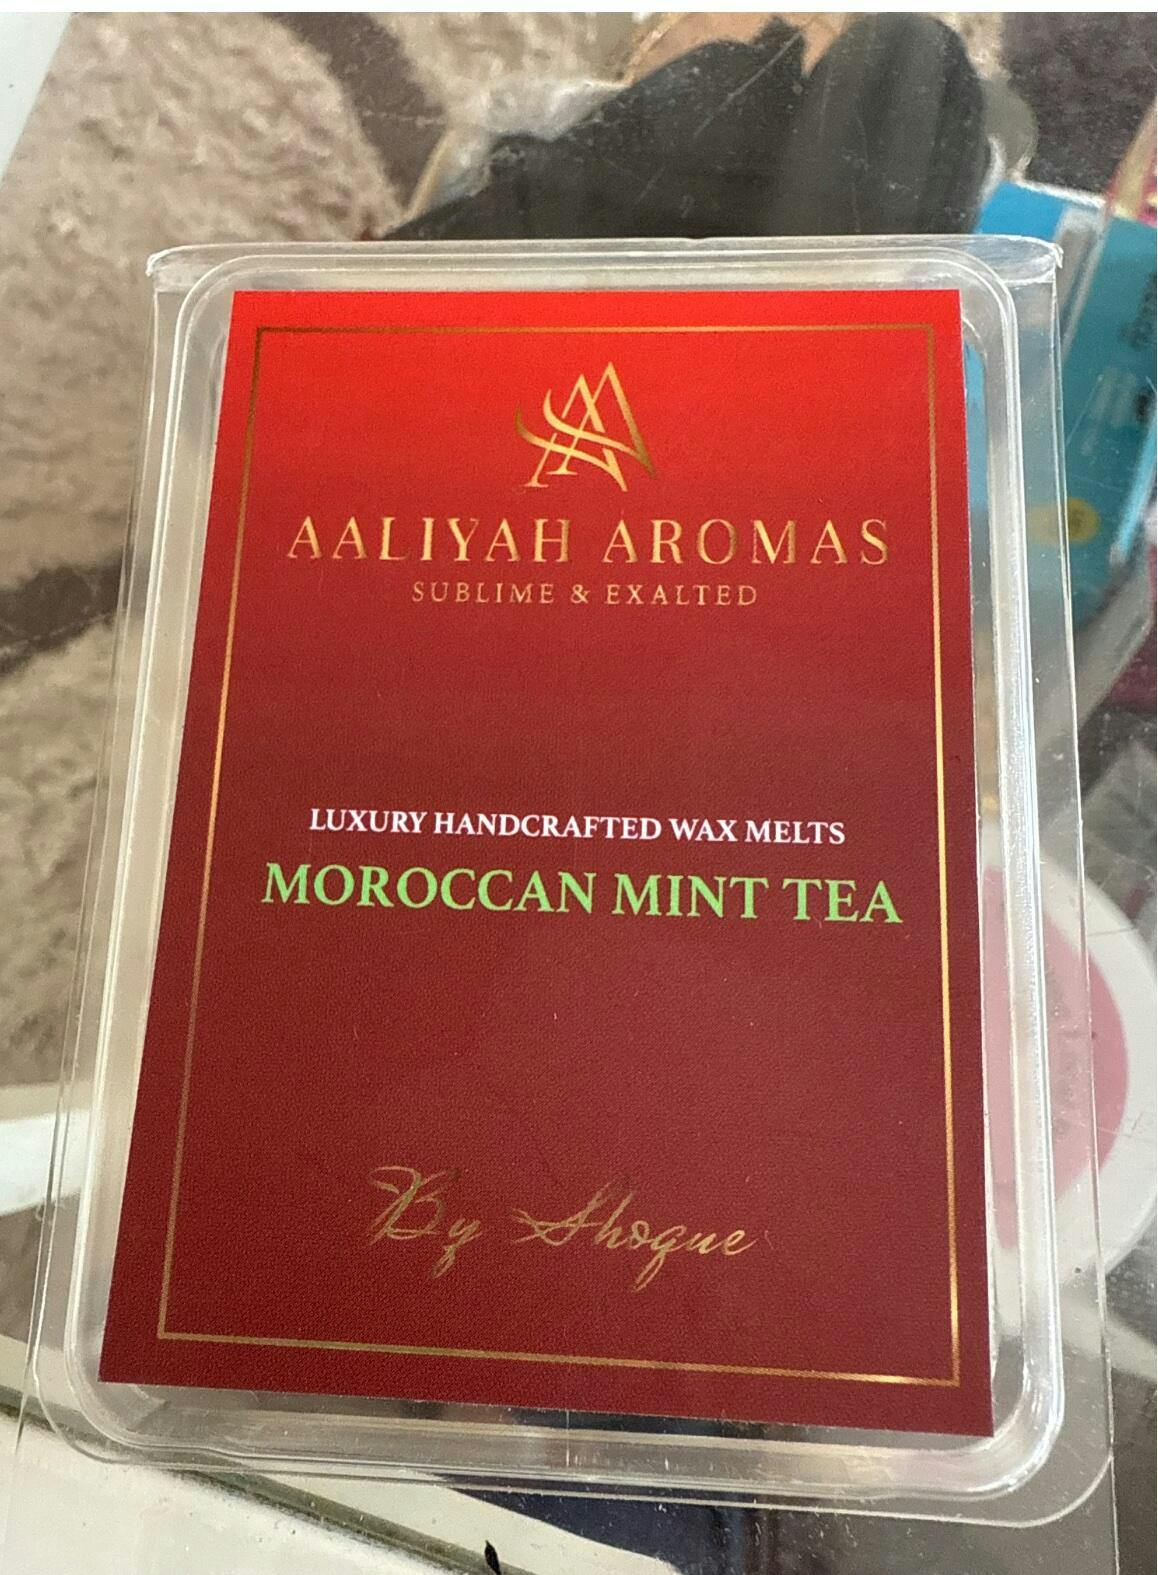 AALIYAH AROMAS
SUBLIME & EXALTED
LUXURY HANDCRAFTED WAX MELTS
MOROCCAN MINT TEA
By Shoque